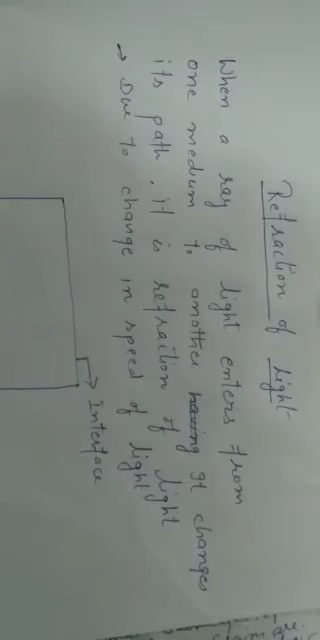 Refraction of Light
When a ray of light enters from
one medium to another having It changes
its path, it is refraction of light
→ Due to change in speed of light
Interface